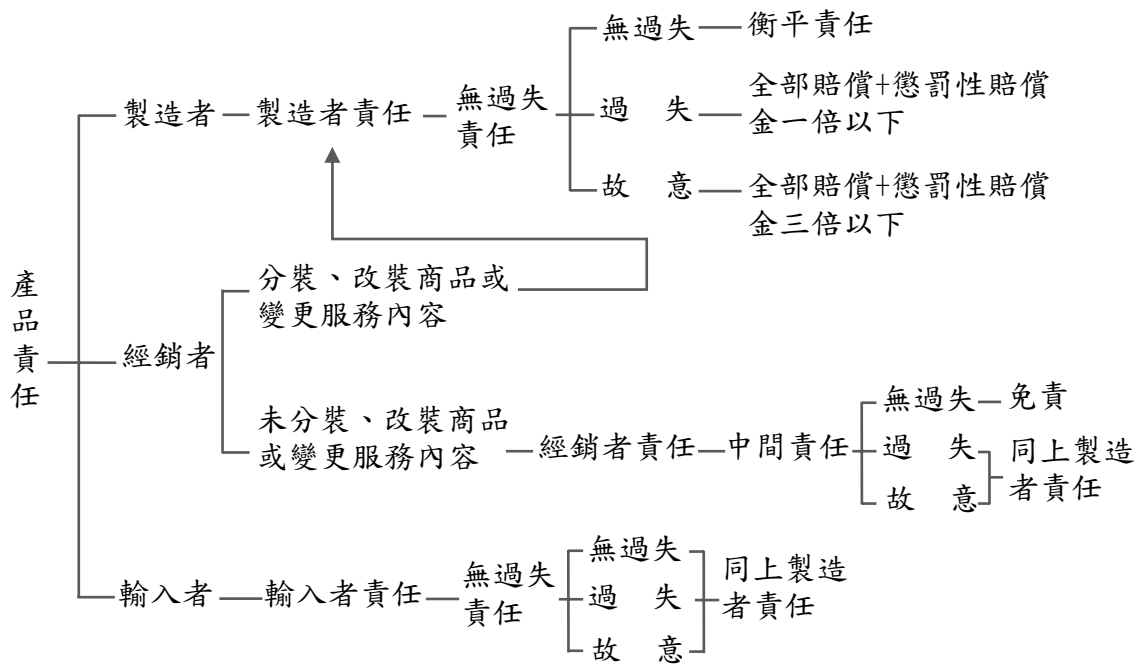 產品責任
製造者
製造者責任
無過失
責任
無過失
衡平責任
過　失
全部賠償+懲罰性賠償
金一倍以下
故　意
全部賠償+懲罰性賠償
金三倍以下
經銷者
分裝、改裝商品或
變更服務內容
未分裝、改裝商品
或變更服務內容
經銷者責任
中間責任
無過失
免責
過　失
故　意
同上製造
者責任
輸入者
輸入者責任
無過失
責任
無過失
過　失
故　意
同上製造
者責任